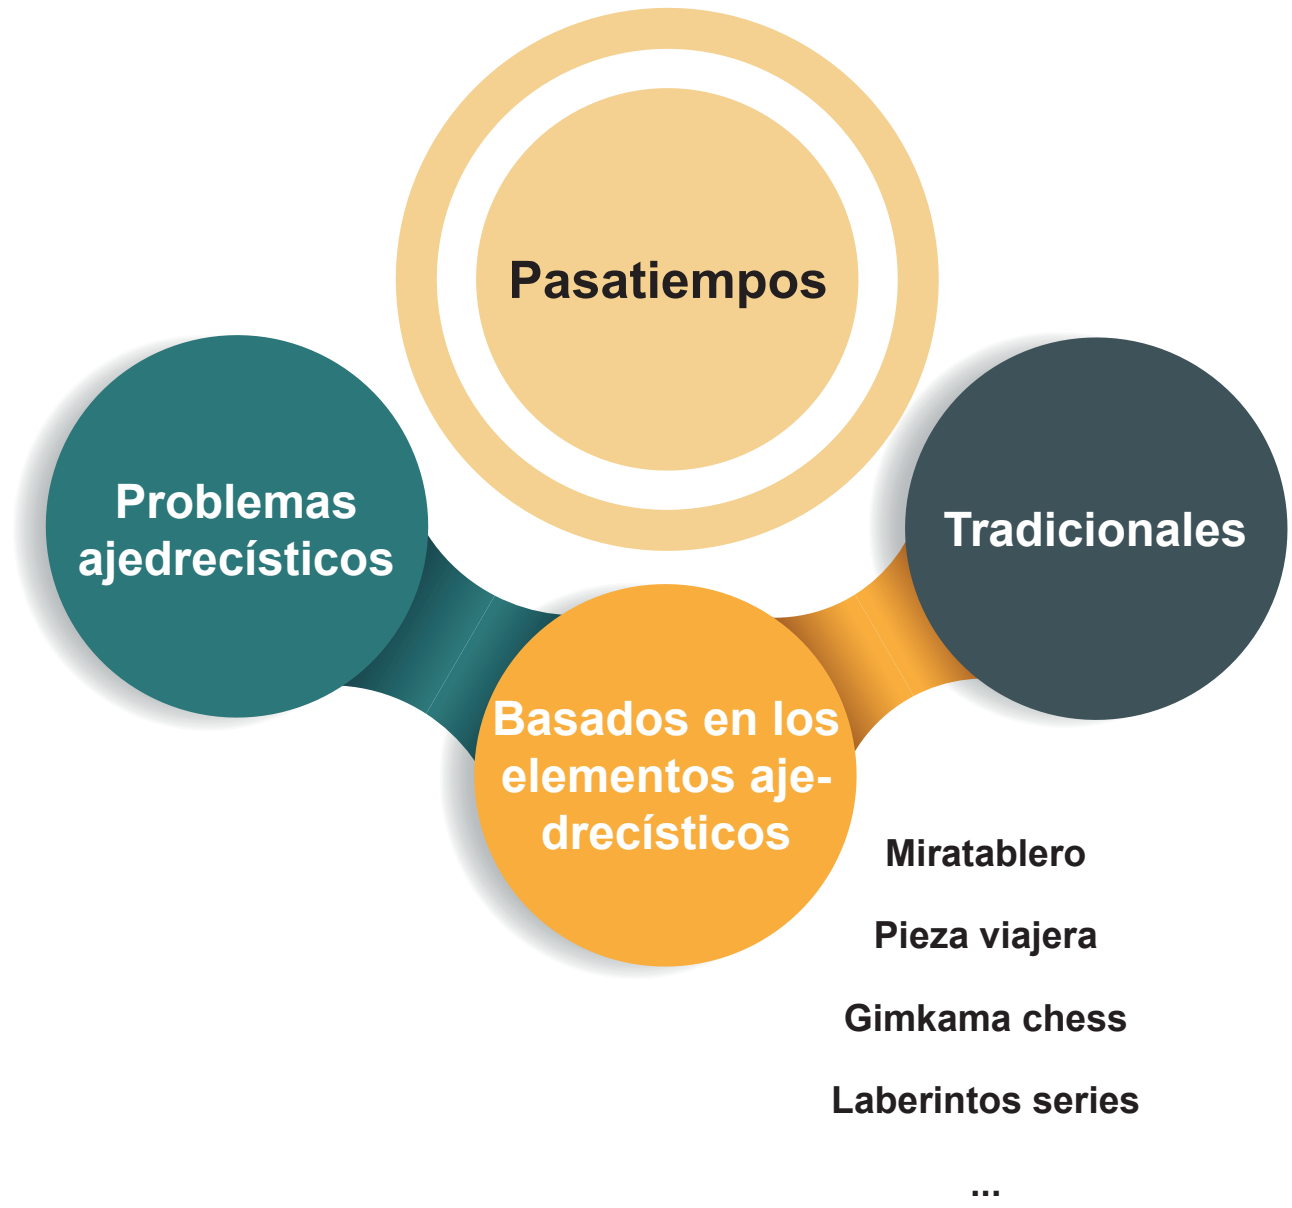 Pasatiempos
Problemas
ajedrecísticos
Tradicionales
Basados en los
elementos aje-
drecísticos
Miratablero
Pieza viajera
Gimkama chess
Laberintos series
...